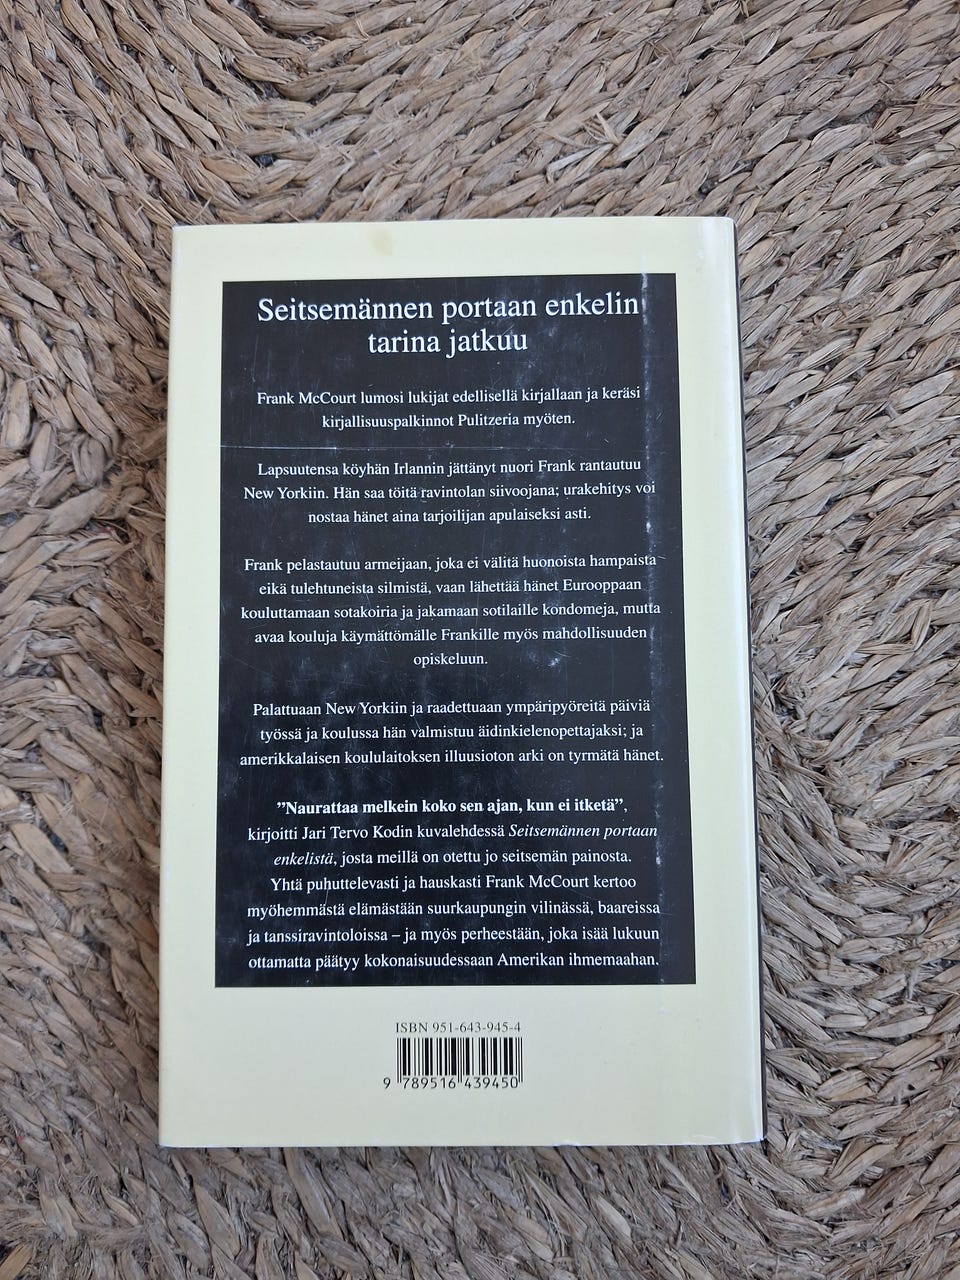 Seitsemännen portaan enkelin
tarina jatkuu
Frank McCourt lumosi lukijat edellisellä kirjallaan ja keräsi
kirjallisuuspalkinnot Pulitzeria myöten.
Lapsuutensa köyhän Irlannin jättänyt nuori Frank rantautuu
New Yorkiin. Hän saa töitä ravintolan siivoojana; urakehitys voi
nostaa hänet aina tarjoilijan apulaiseksi asti.
Frank pelastautuu armeijaan, joka ei välitä huonoista hampaista
eikä tulehtuneista silmistä, vaan lähettää hänet Eurooppaan
kouluttamaan sotakoiria ja jakamaan sotilaille kondomeja, mutta
avaa kouluja käymättömälle Frankille myös mahdollisuuden
opiskeluun.
Palattuaan New Yorkiin ja raadettuaan ympäripyöreitä päiviä
työssä ja koulussa hän valmistuu äidinkielenopettajaksi; ja
amerikkalaisen koululaitoksen illuusioton arki on tyrmätä hänet.
”Naurattaa melkein koko sen ajan, kun ei itketä”,
kirjoitti Jari Tervo Kodin kuvalehdessä Seitsemännen portaan
enkelistä, josta meillä on otettu jo seitsemän painosta.
Yhtä puhuttelevasti ja hauskasti Frank McCourt kertoo
myöhemmästä elämästään suurkaupungin vilinässä, baareissa
ja tanssiravintoloissa – ja myös perheestään, joka isää lukuun
ottamatta päätyy kokonaisuudessaan Amerikan ihmemaahan.
ISBN 951-643-945-4
9 789516 439450